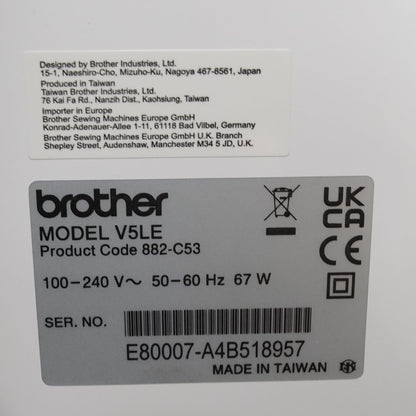 Designed by Brother Industries, Ltd.
15-1, Naeshiro-Cho, Mizuho-Ku, Nagoya 467-8561, Japan
Produced in Taiwan
Taiwan Brother Industries, Ltd.
76 Kai Fa Rd., Nanzih Dist., Kaohsiung, Taiwan
Importer in Europe
Brother Sewing Machines Europe GmbH
Konrad-Adenauer-Allee 1-11, 61118 Bad Vilbel, Germany
Brother Sewing Machines Europe GmbH U.K. Branch
Shepley Street, Audenshaw, Manchester M34 5 JD, U.K.
brother
UK
CA
MODEL V5LE
Product Code 882-C53
CE
100-240 V~ 50-60 Hz 67 W
SER. NO.
E80007-A4B518957
MADE IN TAIWAN